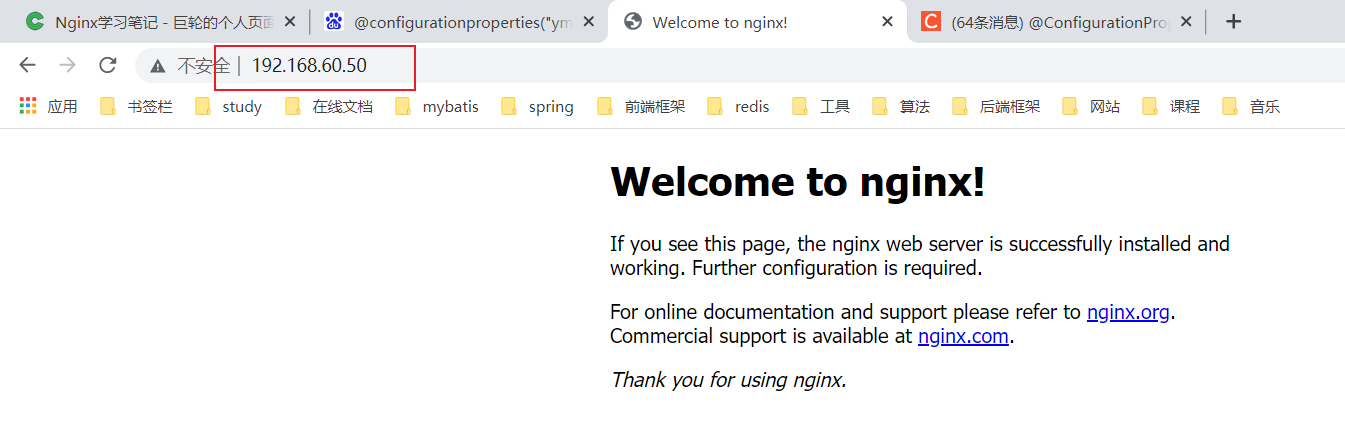 Nginx学习笔记 - 巨轮的个人页面
@configurationproperties("ym
Welcome to nginx!
(64条消息) @ConfigurationPrope
不安全 | 192.168.60.50
应用 书签栏 study 在线文档 mybatis spring 前端框架 redis 工具 算法 后端框架 网站 课程 音乐
Welcome to nginx!
If you see this page, the nginx web server is successfully installed and
working. Further configuration is required.
For online documentation and support please refer to nginx.org.
Commercial support is available at nginx.com.
Thank you for using nginx.